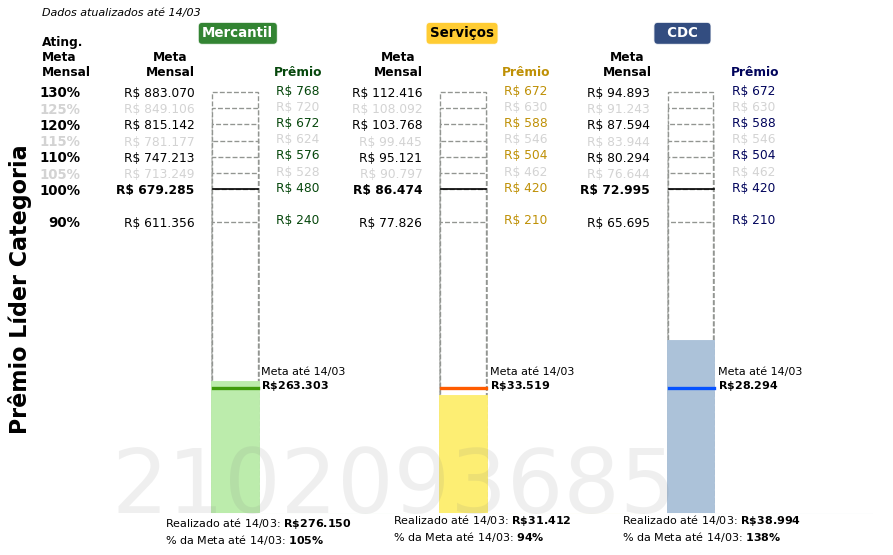 Dados atualizados até 14/03
Mercantil Serviços CDC
Ating. Meta Mensal Meta Mensal Prêmio Meta Mensal Prêmio Meta Mensal Prêmio
130% R$ 883.070 R$ 768 R$ 112.416 R$ 672 R$ 94.893 R$ 672
125% R$ 849.106 R$ 720 R$ 108.092 R$ 630 R$ 91.243 R$ 630
120% R$ 815.142 R$ 672 R$ 103.768 R$ 588 R$ 87.594 R$ 588
115% R$ 781.177 R$ 624 R$ 99.445 R$ 546 R$ 83.944 R$ 546
110% R$ 747.213 R$ 576 R$ 95.121 R$ 504 R$ 80.294 R$ 504
105% R$ 713.249 R$ 528 R$ 90.797 R$ 462 R$ 76.644 R$ 462
100% R$ 679.285 R$ 480 R$ 86.474 R$ 420 R$ 72.995 R$ 420
90% R$ 611.356 R$ 240 R$ 77.826 R$ 210 R$ 65.695 R$ 210
Prêmio Líder Categoria
Meta até 14/03 Meta até 14/03 Meta até 14/03
R$263.303 R$33.519 R$28.294
2102093685
Realizado até 14/03: R$276.150 Realizado até 14/03: R$31.412 Realizado até 14/03: R$38.994
% da Meta até 14/03: 105% % da Meta até 14/03: 94% % da Meta até 14/03: 138%